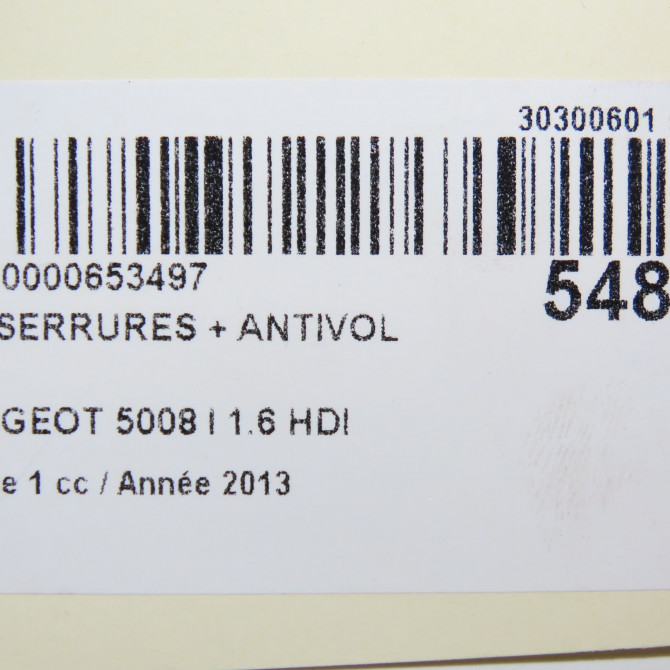 30300601
0000653497
548
SERRURES + ANTIVOL
GEOT 5008 I 1.6 HDI
e 1 cc / Année 2013